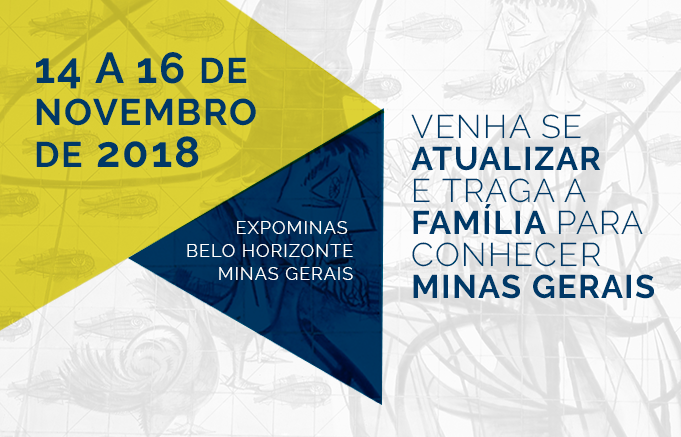 14 A 16 DE
NOVEMBRO
DE 2018
EXPOMINAS
BELO HORIZONTE
MINAS GERAIS
VENHA SE
ATUALIZAR
E TRAGA A
FAMÍLIA PARA
CONHECER
MINAS GERAIS